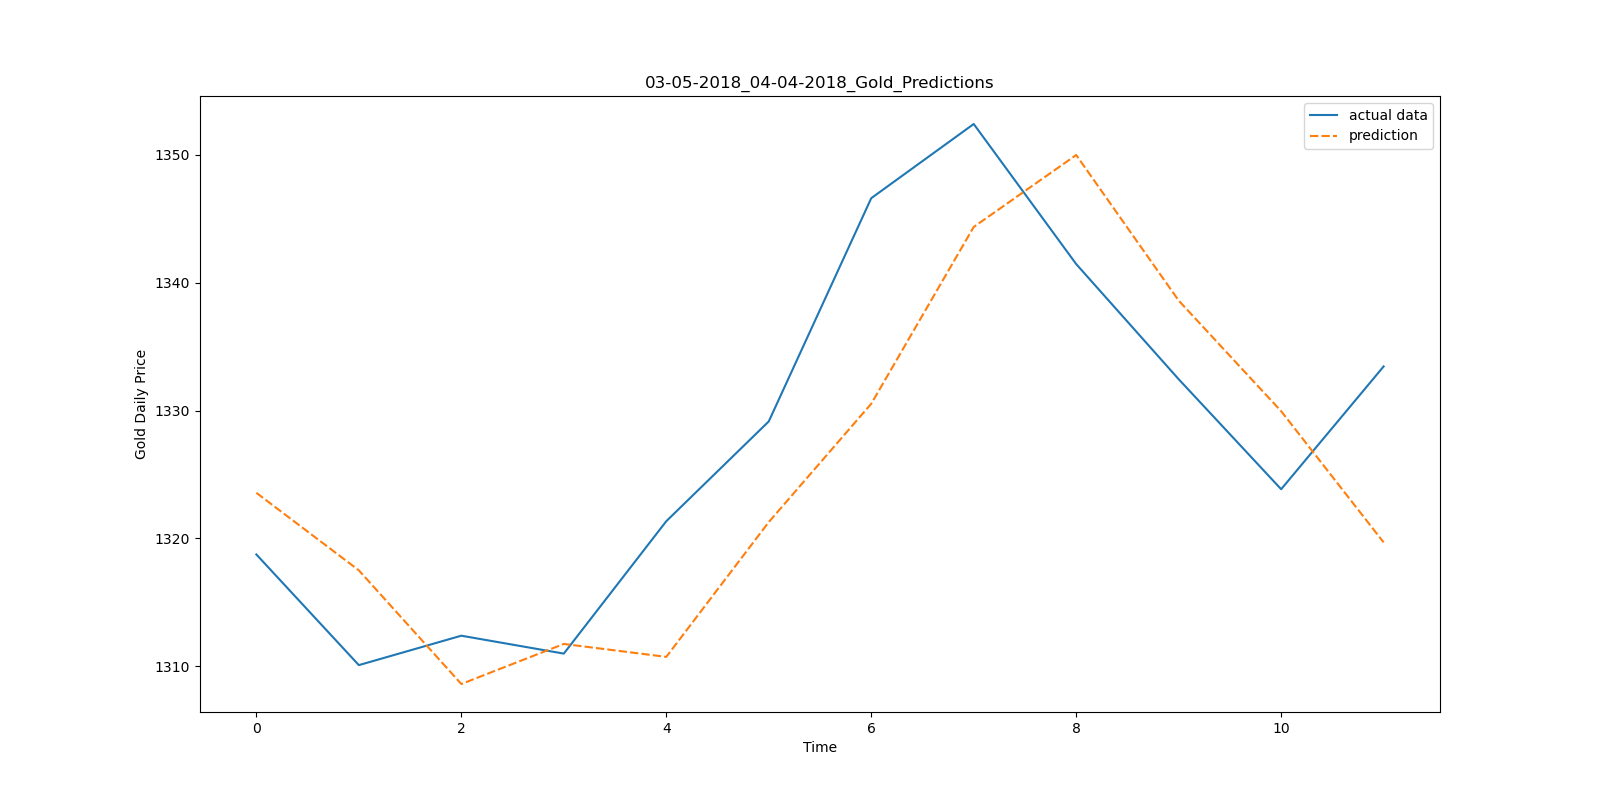 03-05-2018_04-04-2018_Gold_Predictions
actual data
prediction
Gold Daily Price
1350
1340
1330
1320
1310
0 2 4 6 8 10
Time